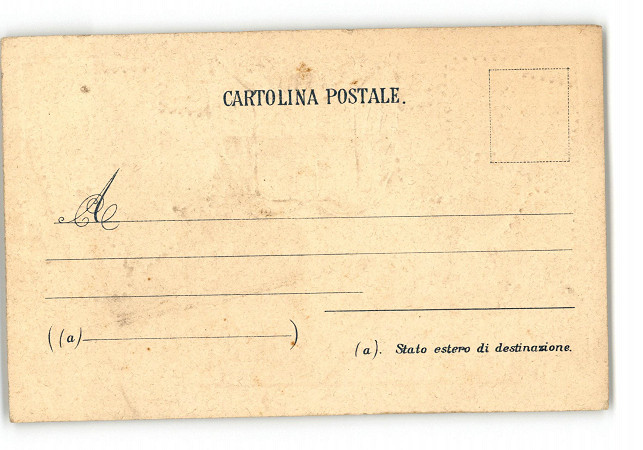 CARTOLINA POSTALE.
A
((a) )
(a). Stato estero di destinazione.